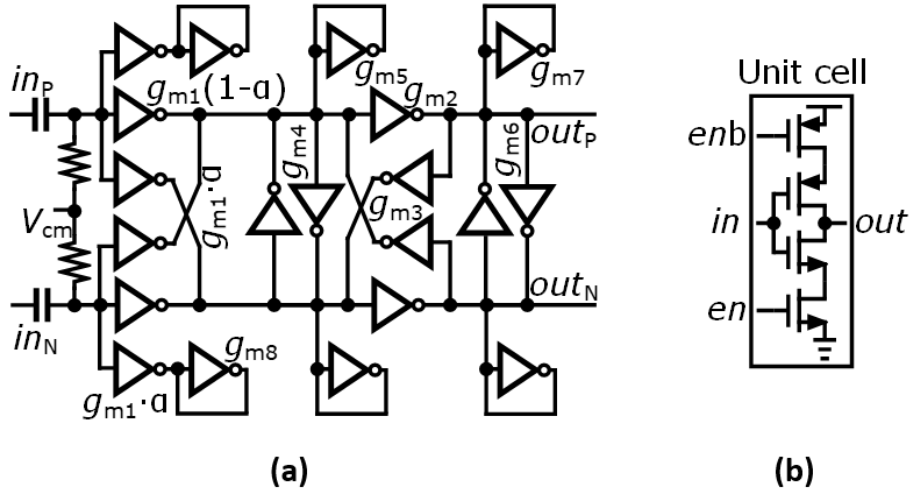 in_P
g_m1(1-a)
g_m5
g_m2
g_m7
out_P
g_m4
g_m6
g_m1·a
g_m3
V_cm
in_N
out_N
g_m8
g_m1·a
(a)
Unit cell
enb
in
out
en
(b)